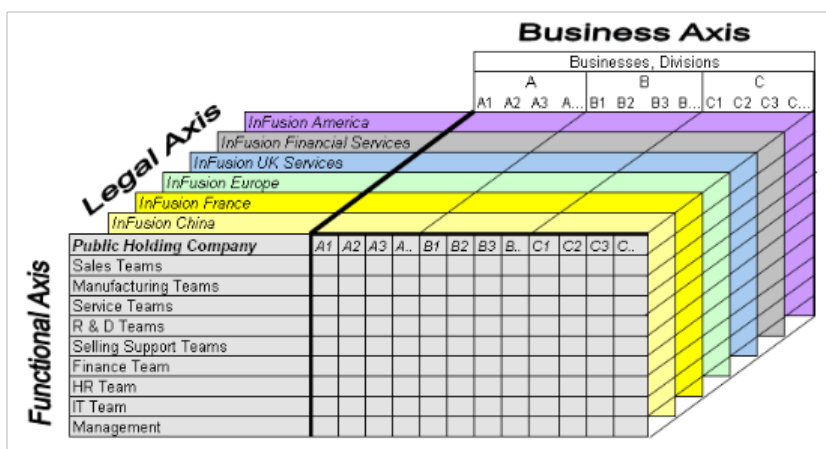 Business Axis
Businesses, Divisions
A B C
A1 A2 A3 A... B1 B2 B3 B... C1 C2 C3 C...
Legal Axis
InFusion America
InFusion Financial Services
InFusion UK Services
InFusion Europe
InFusion France
InFusion China
Functional Axis
Public Holding Company A1 A2 A3 A.. B1 B2 B3 B.. C1 C2 C3 C..
Sales Teams
Manufacturing Teams
Service Teams
R & D Teams
Selling Support Teams
Finance Team
HR Team
IT Team
Management